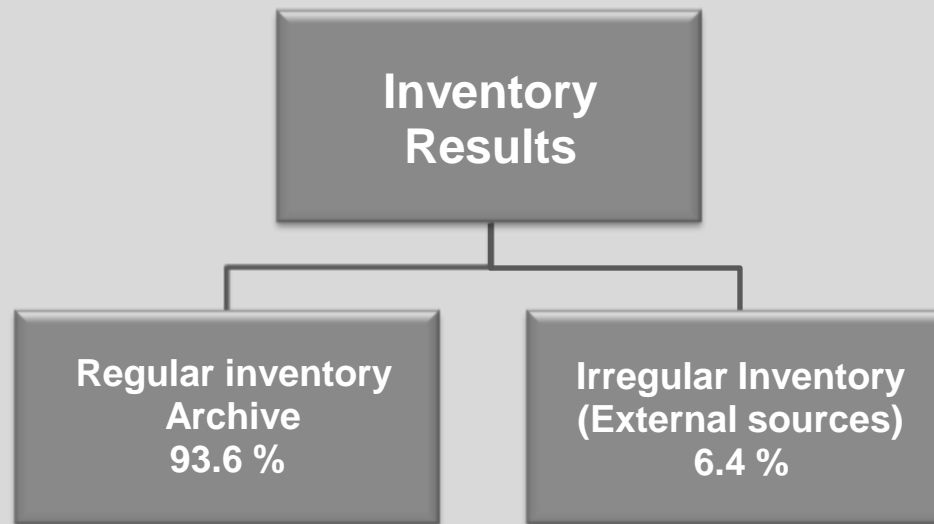 Inventory
Results
Regular inventory
Archive
93.6 %
Irregular Inventory
(External sources)
6.4 %